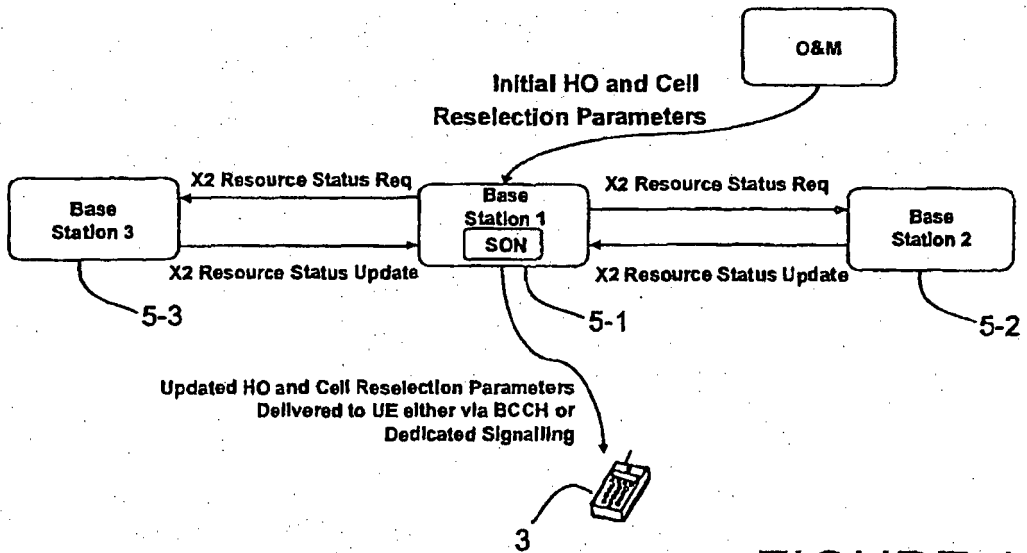 O&M
Initial HO and Cell
Reselection Parameters
X2 Resource Status Req
X2 Resource Status Req
Base
Station 3
Base
Station 1
SON
Base
Station 2
X2 Resource Status Update
X2 Resource Status Update
5-3
5-1
5-2
Updated HO and Cell Reselection Parameters
Delivered to UE either via BCCH or
Dedicated Signalling
3